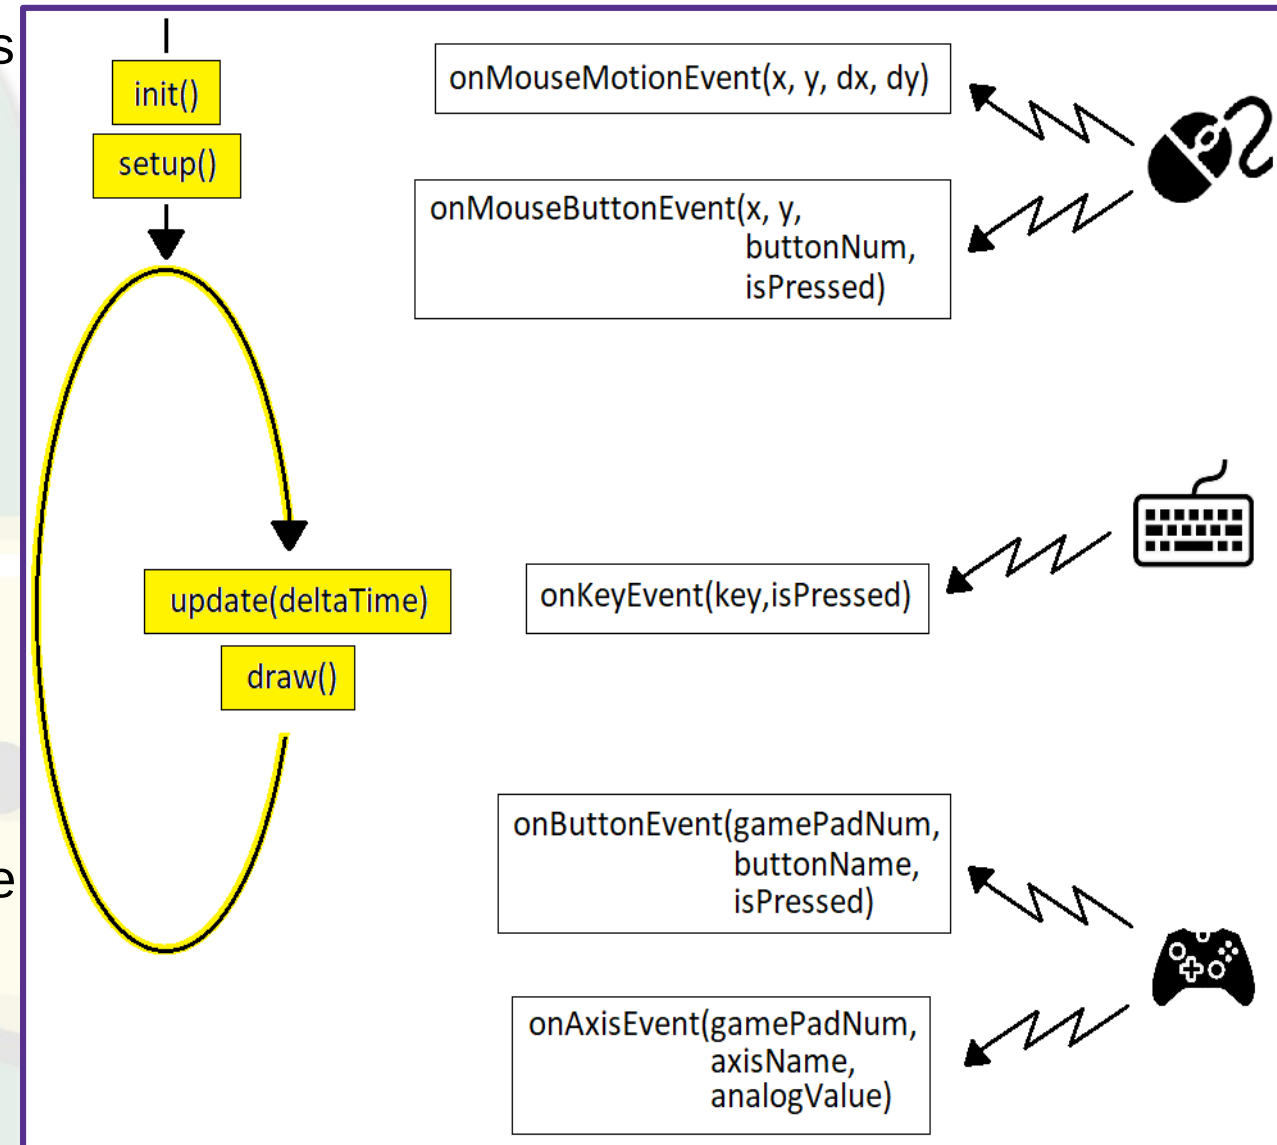 s
init()
setup()
onMouseMotionEvent(x, y, dx, dy)
onMouseButtonEvent(x, y,
buttonNum,
isPressed)
update(deltaTime)
draw()
onKeyEvent(key,isPressed)
e
onButtonEvent(gamePadNum,
buttonName,
isPressed)
onAxisEvent(gamePadNum,
axisName,
analogValue)